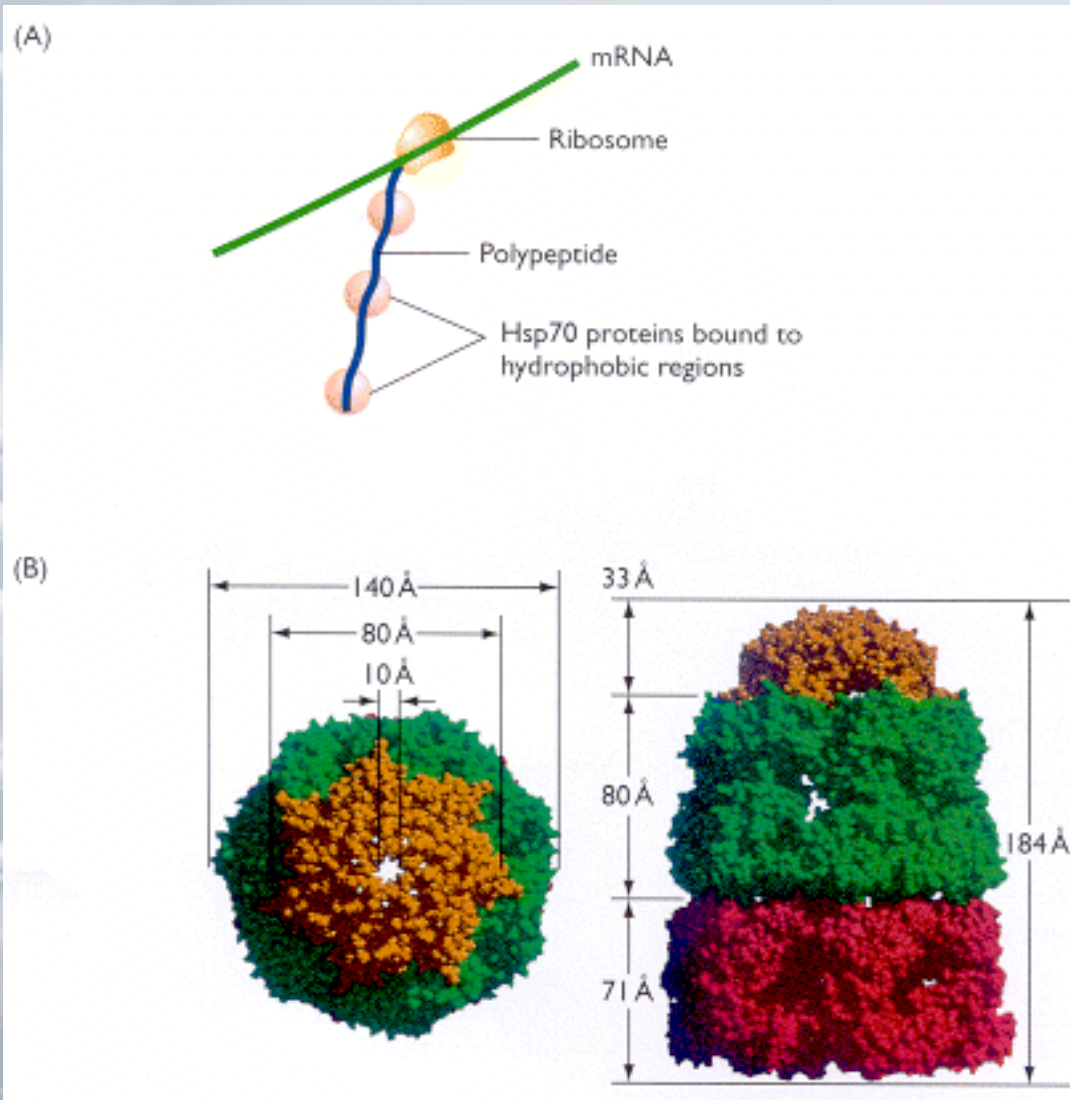 (A)
mRNA
Ribosome
Polypeptide
Hsp70 proteins bound to
hydrophobic regions
(B)
140 Å
80 Å
10 Å
33 Å
80 Å
184 Å
71 Å